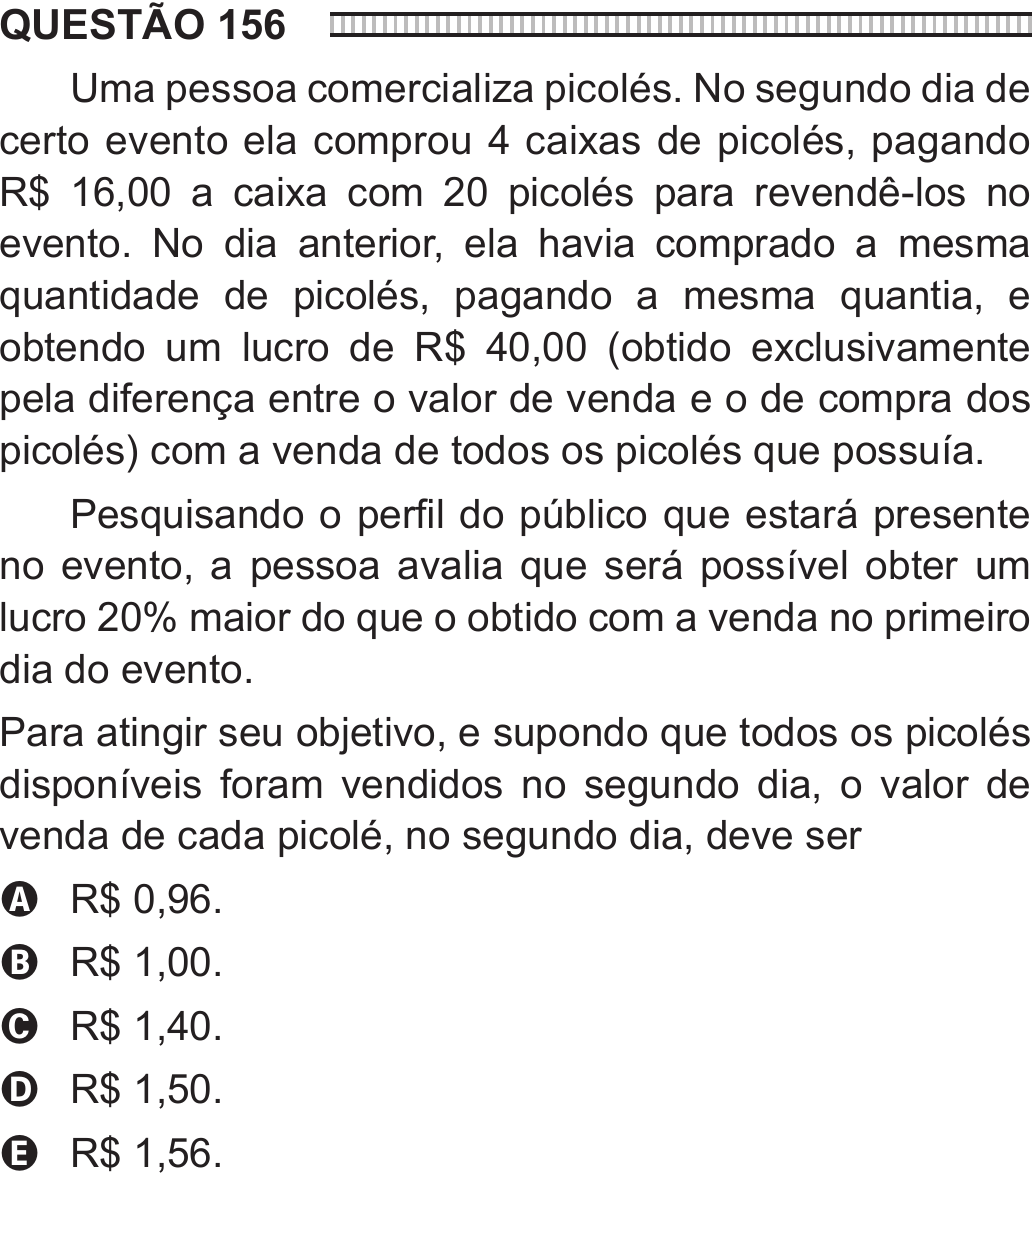 QUESTÃO 156
Uma pessoa comercializa picolés. No segundo dia de
certo evento ela comprou 4 caixas de picolés, pagando
R$ 16,00 a caixa com 20 picolés para revendê-los no
evento. No dia anterior, ela havia comprado a mesma
quantidade de picolés, pagando a mesma quantia, e
obtendo um lucro de R$ 40,00 (obtido exclusivamente
pela diferença entre o valor de venda e o de compra dos
picolés) com a venda de todos os picolés que possuía.
Pesquisando o perfil do público que estará presente
no evento, a pessoa avalia que será possível obter um
lucro 20% maior do que o obtido com a venda no primeiro
dia do evento.
Para atingir seu objetivo, e supondo que todos os picolés
disponíveis foram vendidos no segundo dia, o valor de
venda de cada picolé, no segundo dia, deve ser
A R$ 0,96.
B R$ 1,00.
C R$ 1,40.
D R$ 1,50.
E R$ 1,56.